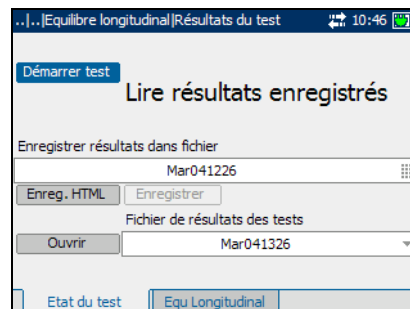 ..|..|Equilibre longitudinal|Résultats du test 10:46
Démarrer test
Lire résultats enregistrés
Enregistrer résultats dans fichier
Mar041226
Enreg. HTML Enregistrer
Fichier de résultats des tests
Ouvrir Mar041326
Etat du test Equ Longitudinal